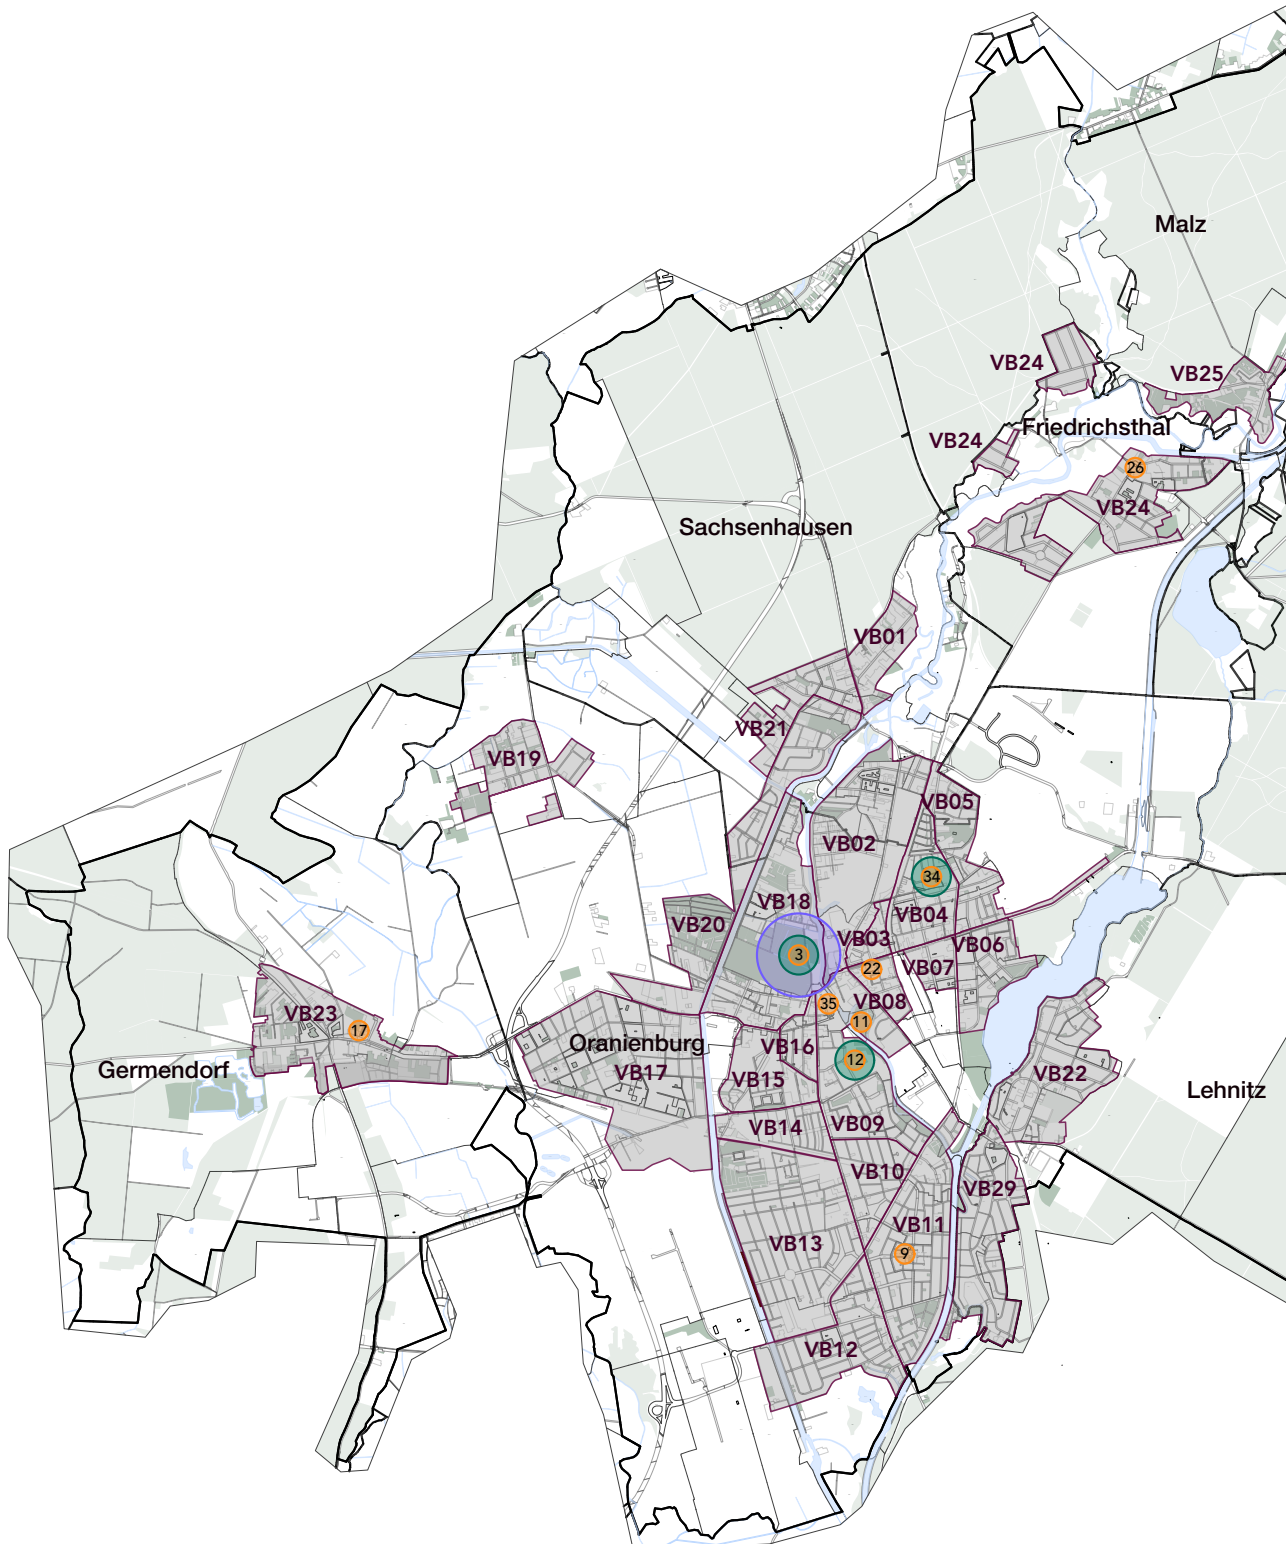 Malz
VB24
VB25
Friedrichsthal
VB24
26
VB24
Sachsenhausen
VB01
VB21
VB19
VB05
VB02
34
VB18
VB04
VB20
VB03
VB06
3
22
VB07
35
VB08
VB23
17
11
Oranienburg
VB16
12
Germendorf
VB17
VB15
VB22
Lehnitz
VB14
VB09
VB10
VB29
VB11
VB13
9
VB12